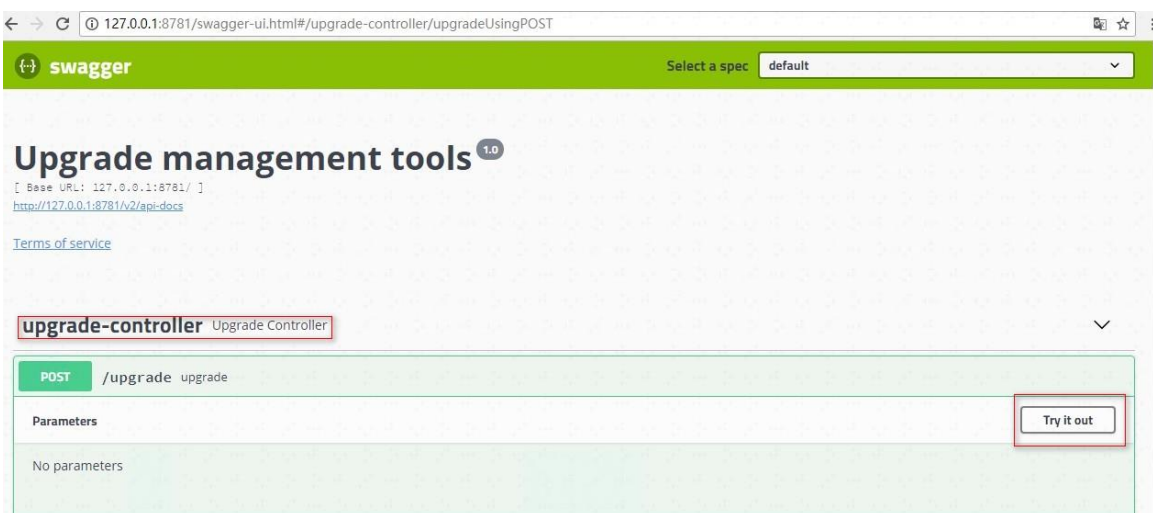 127.0.0.1:8781/swagger-ui.html#/upgrade-controller/upgradeUsingPOST
swagger Select a spec default
Upgrade management tools 1.0
[ Base URL: 127.0.0.1:8781/ ]
http://127.0.0.1:8781/v2/api-docs
Terms of service
upgrade-controller Upgrade Controller
POST /upgrade upgrade
Parameters Try it out
No parameters